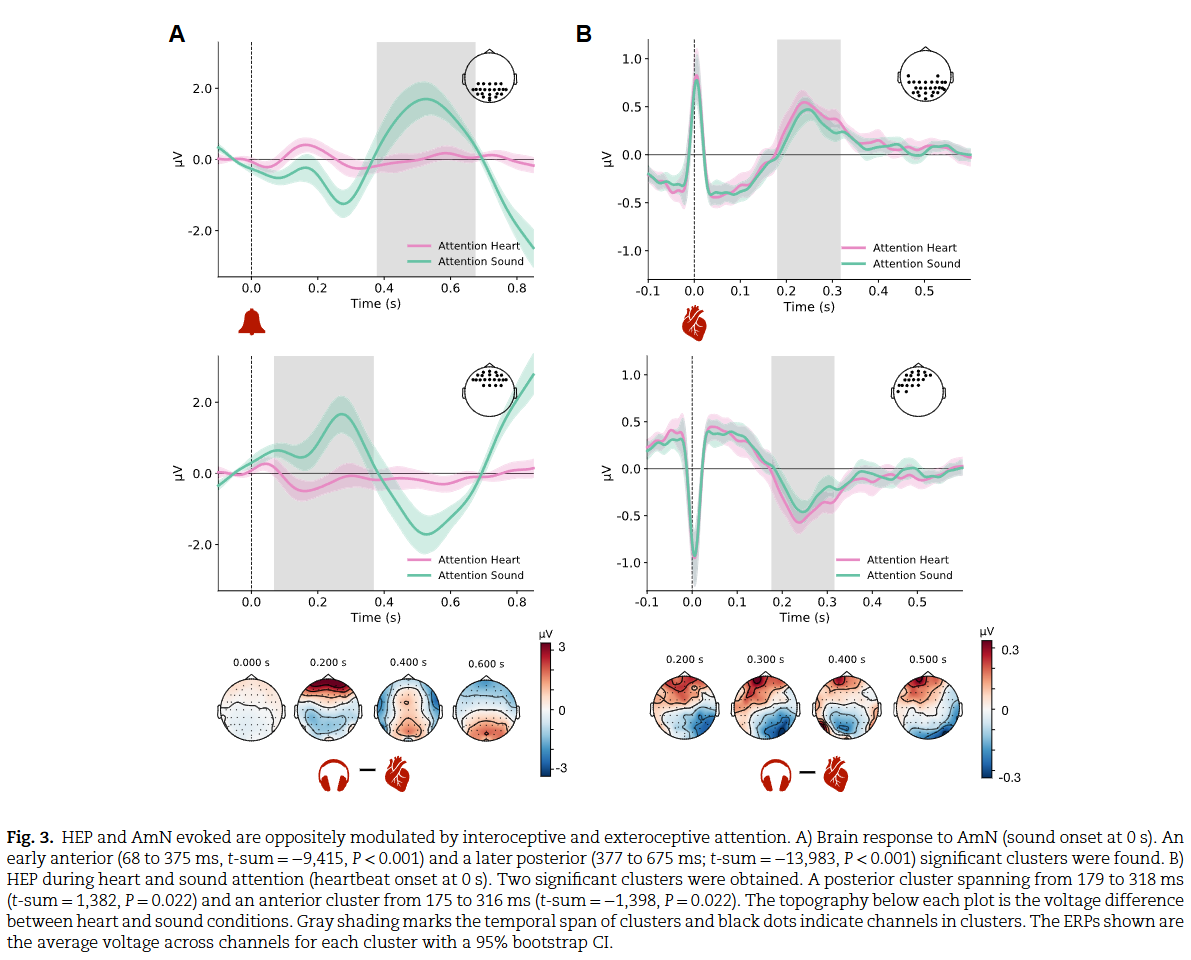 A
2.0
0.0
-2.0
µV
Attention Heart
Attention Sound
0.0 0.2 0.4 0.6 0.8
Time (s)
B
1.0
0.5
0.0
-0.5
-1.0
µV
Attention Heart
Attention Sound
-0.1 0.0 0.1 0.2 0.3 0.4 0.5
Time (s)
2.0
0.0
-2.0
µV
Attention Heart
Attention Sound
0.0 0.2 0.4 0.6 0.8
Time (s)
1.0
0.5
0.0
-0.5
-1.0
µV
Attention Heart
Attention Sound
-0.1 0.0 0.1 0.2 0.3 0.4 0.5
Time (s)
0.000 s 0.200 s 0.400 s 0.600 s
µV
3
0
-3
0.200 s 0.300 s 0.400 s 0.500 s
µV
0.3
0
-0.3
Fig. 3. HEP and AmN evoked are oppositely modulated by interoceptive and exteroceptive attention. A) Brain response to AmN (sound onset at 0 s). An
early anterior (68 to 375 ms, t-sum = −9,415, P < 0.001) and a later posterior (377 to 675 ms; t-sum = −13,983, P < 0.001) significant clusters were found. B)
HEP during heart and sound attention (heartbeat onset at 0 s). Two significant clusters were obtained. A posterior cluster spanning from 179 to 318 ms
(t-sum = 1,382, P = 0.022) and an anterior cluster from 175 to 316 ms (t-sum = −1,398, P = 0.022). The topography below each plot is the voltage difference
between heart and sound conditions. Gray shading marks the temporal span of clusters and black dots indicate channels in clusters. The ERPs shown are
the average voltage across channels for each cluster with a 95% bootstrap CI.